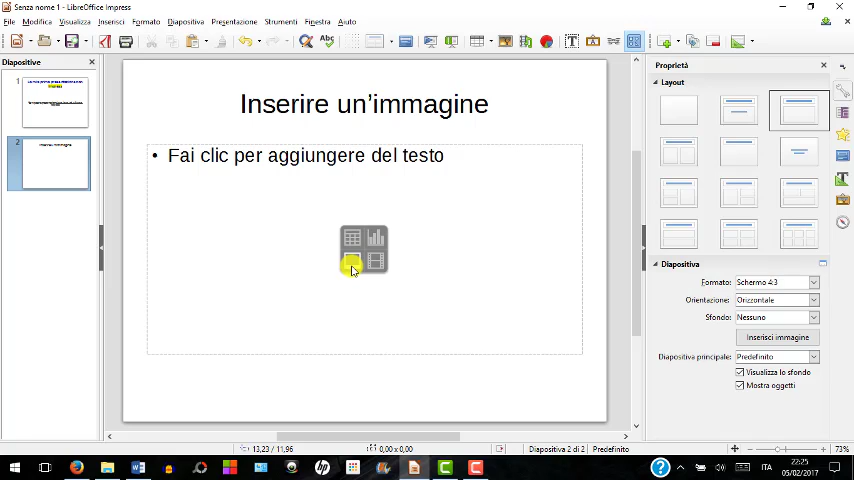 Senza nome 1 - LibreOffice Impress
File Modifica Visualizza Inserisci Formato Diapositiva Presentazione Strumenti Finestra Aiuto
Diapositive
1
2
Inserire un’immagine
• Fai clic per aggiungere del testo
Proprietà
Layout
Diapositiva
Formato: Schermo 4:3
Orientazione: Orizzontale
Sfondo: Nessuno
Inserisci immagine
Diapositiva principale: Predefinito
Visualizza lo sfondo
Mostra oggetti
13,23 / 11,96
0,00 x 0,00
Diapositiva 2 di 2
Predefinito
73%
ITA
22:25
05/02/2017